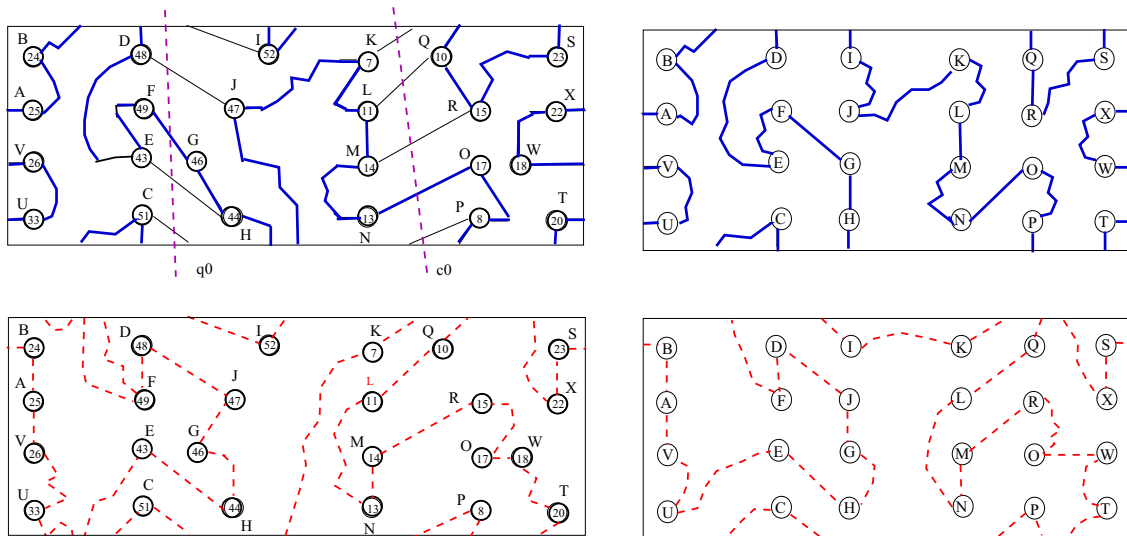 B D I K Q S
24 48 52 7 10 23
A F J L R X
25 49 47 11 15 22
V E G M O W
26 43 46 14 17 18
U C H N P T
33 51 44 13 8 20
q0 c0
B D I K Q S
A F J L R X
V E G M O W
U C H N P T
B D I K Q S
24 48 52 7 10 23
A F J L R X
25 49 47 11 15 22
V E G M O W
26 43 46 14 17 18
U C H N P T
33 51 44 13 8 20
B D I K Q S
A F J L R X
V E G M O W
U C H N P T